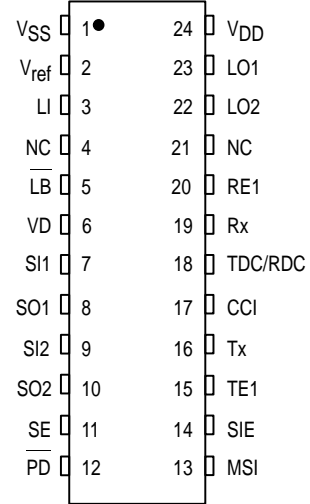 VSS 1 24 VDD
Vref 2 23 LO1
LI 3 22 LO2
NC 4 21 NC
L̅B̅ 5 20 RE1
VD 6 19 Rx
SI1 7 18 TDC/RDC
SO1 8 17 CCI
SI2 9 16 Tx
SO2 10 15 TE1
SE 11 14 SIE
P̅D̅ 12 13 MSI